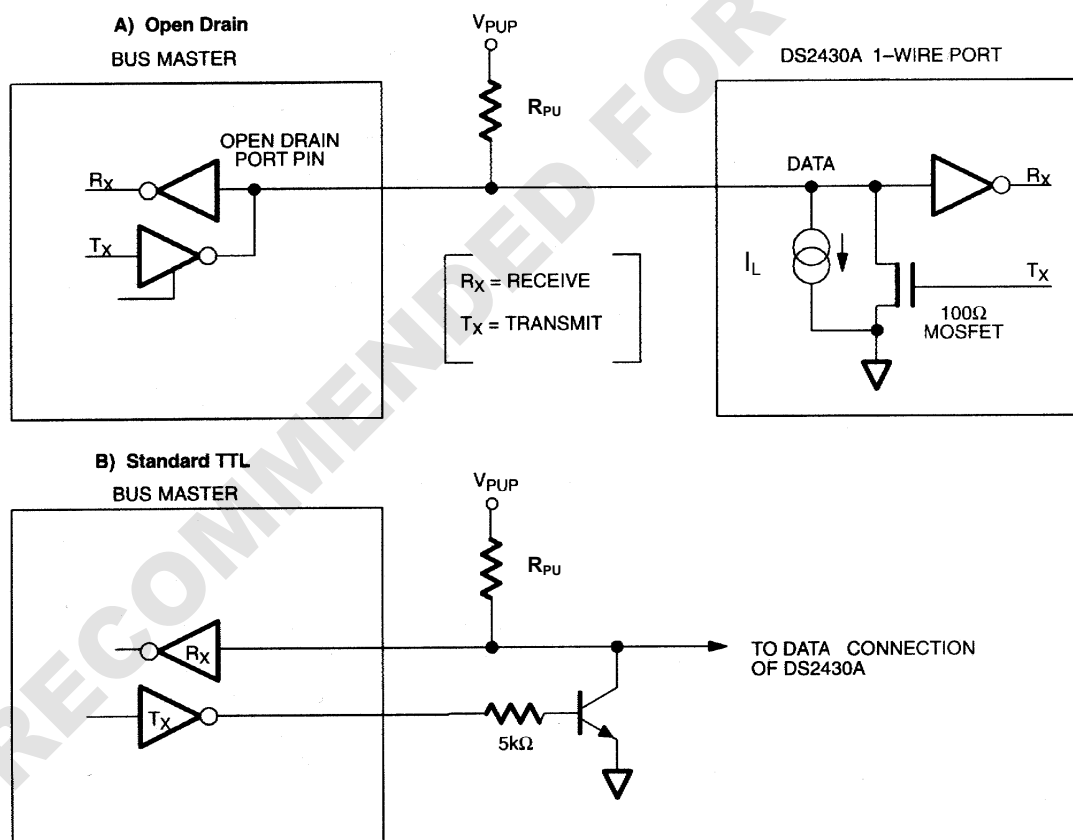 A) Open Drain
BUS MASTER
VPUP
RPU
DS2430A 1–WIRE PORT
OPEN DRAIN
PORT PIN
RX
TX
DATA
RX
IL
TX
100Ω
MOSFET
RX = RECEIVE
TX = TRANSMIT
B) Standard TTL
BUS MASTER
VPUP
RPU
RX
TX
5kΩ
TO DATA CONNECTION
OF DS2430A
RECOMMENDED FOR